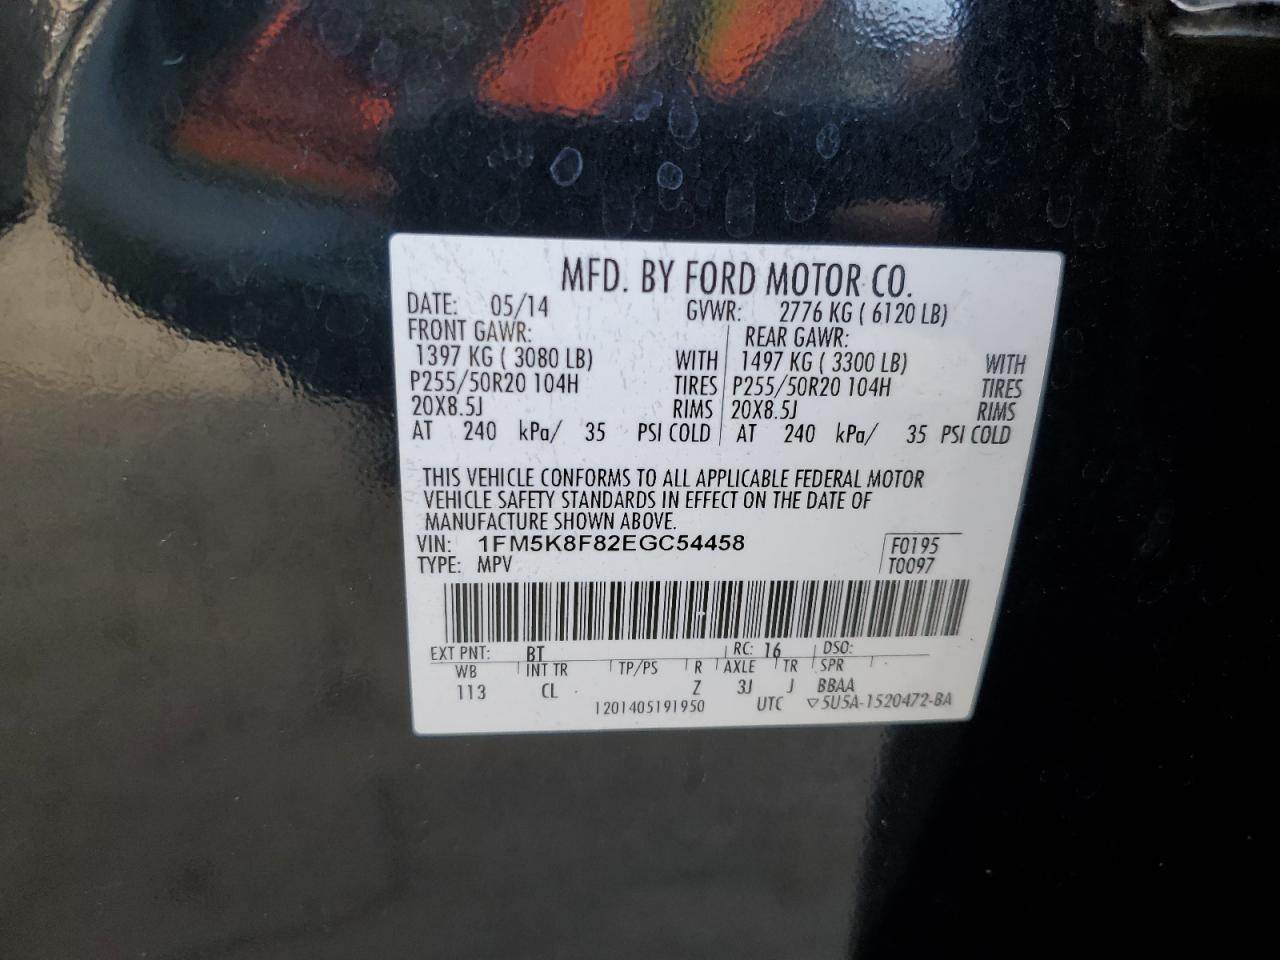 MFD. BY FORD MOTOR CO.
DATE: 05/14 GVWR: 2776 KG ( 6120 LB)
FRONT GAWR: REAR GAWR:
1397 KG ( 3080 LB) WITH 1497 KG ( 3300 LB) WITH
P255/50R20 104H TIRES P255/50R20 104H TIRES
20X8.5J RIMS 20X8.5J RIMS
AT 240 kPa/ 35 PSI COLD AT 240 kPa/ 35 PSI COLD
THIS VEHICLE CONFORMS TO ALL APPLICABLE FEDERAL MOTOR
VEHICLE SAFETY STANDARDS IN EFFECT ON THE DATE OF
MANUFACTURE SHOWN ABOVE.
VIN: 1FM5K8F82EGC54458 F0195
TYPE: MPV T0097
EXT PNT: BT RC: 16 DSO:
WB INT TR TP/PS R AXLE TR SPR
113 CL Z 3J J BBAA
1201405191950 UTC ▽5U5A-1520472-BA